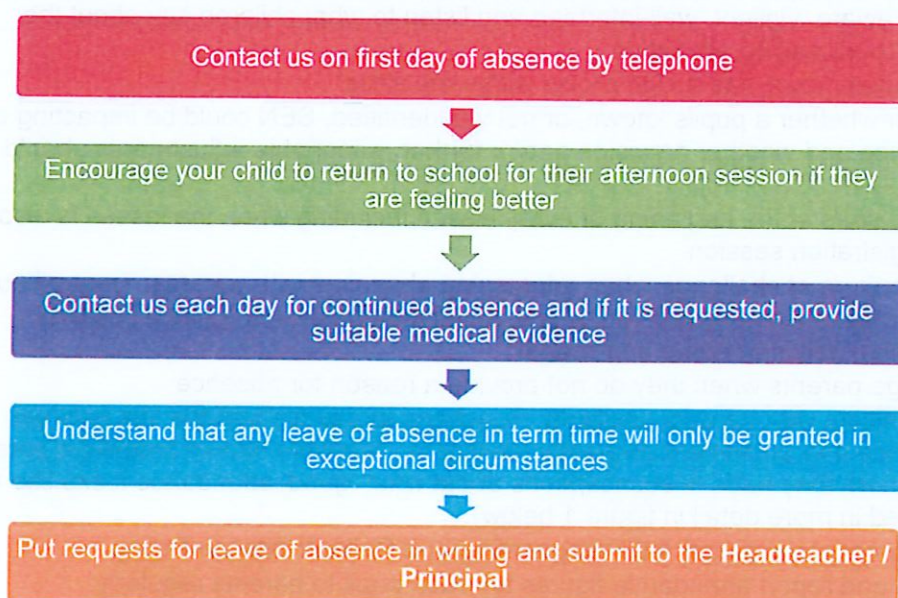 Contact us on first day of absence by telephone
Encourage your child to return to school for their afternoon session if they
are feeling better
Contact us each day for continued absence and if it is requested, provide
suitable medical evidence
Understand that any leave of absence in term time will only be granted in
exceptional circumstances
Put requests for leave of absence in writing and submit to the Headteacher /
Principal